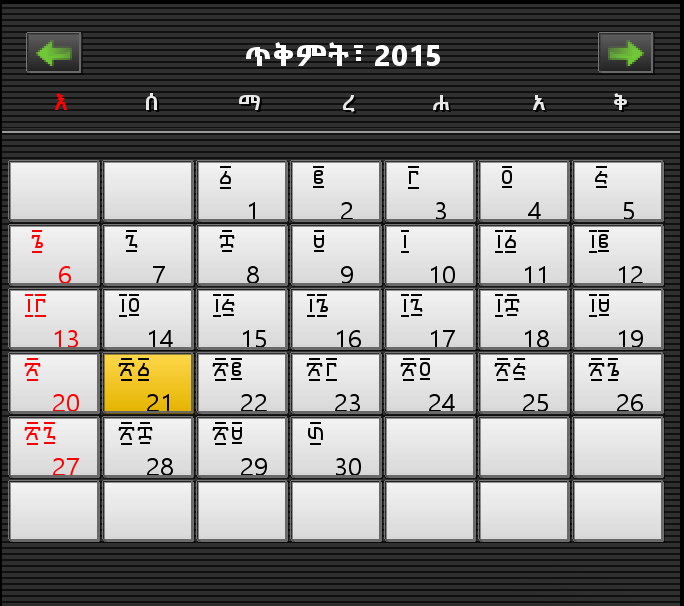 ጥቅምት፣ 2015
እ ሰ ማ ረ ሐ አ ቅ
፩ ፪ ፫ ፬ ፭
1 2 3 4 5
፮ ፯ ፰ ፱ ፲ ፲፩ ፲፪
6 7 8 9 10 11 12
፲፫ ፲፬ ፲፭ ፲፮ ፲፯ ፲፰ ፲፱
13 14 15 16 17 18 19
፳ ፳፩ ፳፪ ፳፫ ፳፬ ፳፭ ፳፮
20 21 22 23 24 25 26
፳፯ ፳፰ ፳፱ ፴
27 28 29 30